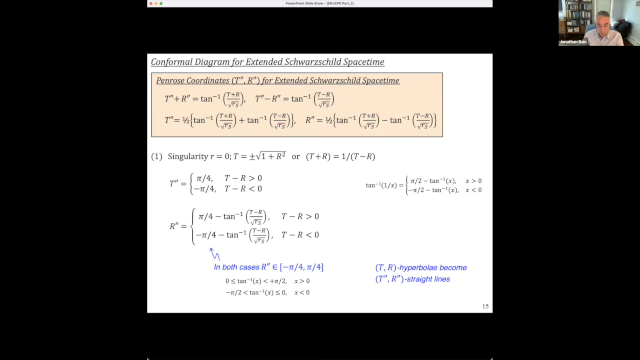 PowerPoint Slide Show - [FilmFR Part_5]
Jonathan Bain
Conformal Diagram for Extended Schwarzschild Spacetime
Penrose Coordinates (T″, R″) for Extended Schwarzschild Spacetime
T″+ R″ = tan⁻¹((T+R)/√r_S),   T″− R″ = tan⁻¹((T−R)/√r_S)
T″= ½{tan⁻¹((T+R)/√r_S) + tan⁻¹((T−R)/√r_S)},   R″ = ½{tan⁻¹((T+R)/√r_S) − tan⁻¹((T−R)/√r_S)}
(1) Singularity r = 0; T = ±√(1 + R²)   or   (T+R) = 1/(T−R)
T″ = { π/4,   T − R > 0
−π/4,   T − R < 0
tan⁻¹(1/x) = { π/2 − tan⁻¹(x),   x > 0
−π/2 − tan⁻¹(x),   x < 0
R″ = { π/4 − tan⁻¹((T−R)/√r_S),   T − R > 0
−π/4 − tan⁻¹((T−R)/√r_S),   T − R < 0
In both cases R″ ∈ [−π/4, π/4]
0 ≤ tan⁻¹(x) < +π/2,   x > 0
−π/2 < tan⁻¹(x) ≤ 0,   x < 0
(T, R)-hyperbolae become
(T″, R″)-straight lines
15